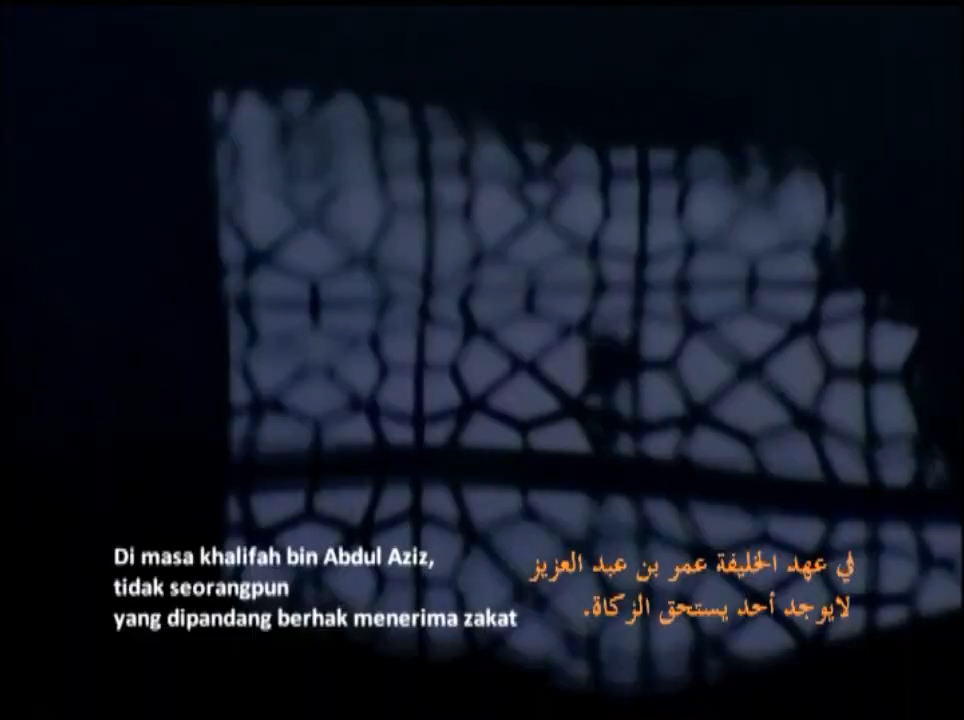 Di masa khalifah bin Abdul Aziz,
tidak seorangpun
yang dipandang berhak menerima zakat
في عهد الخليفة عمر بن عبد العزيز
لايوجد أحد يستحق الزكاة.